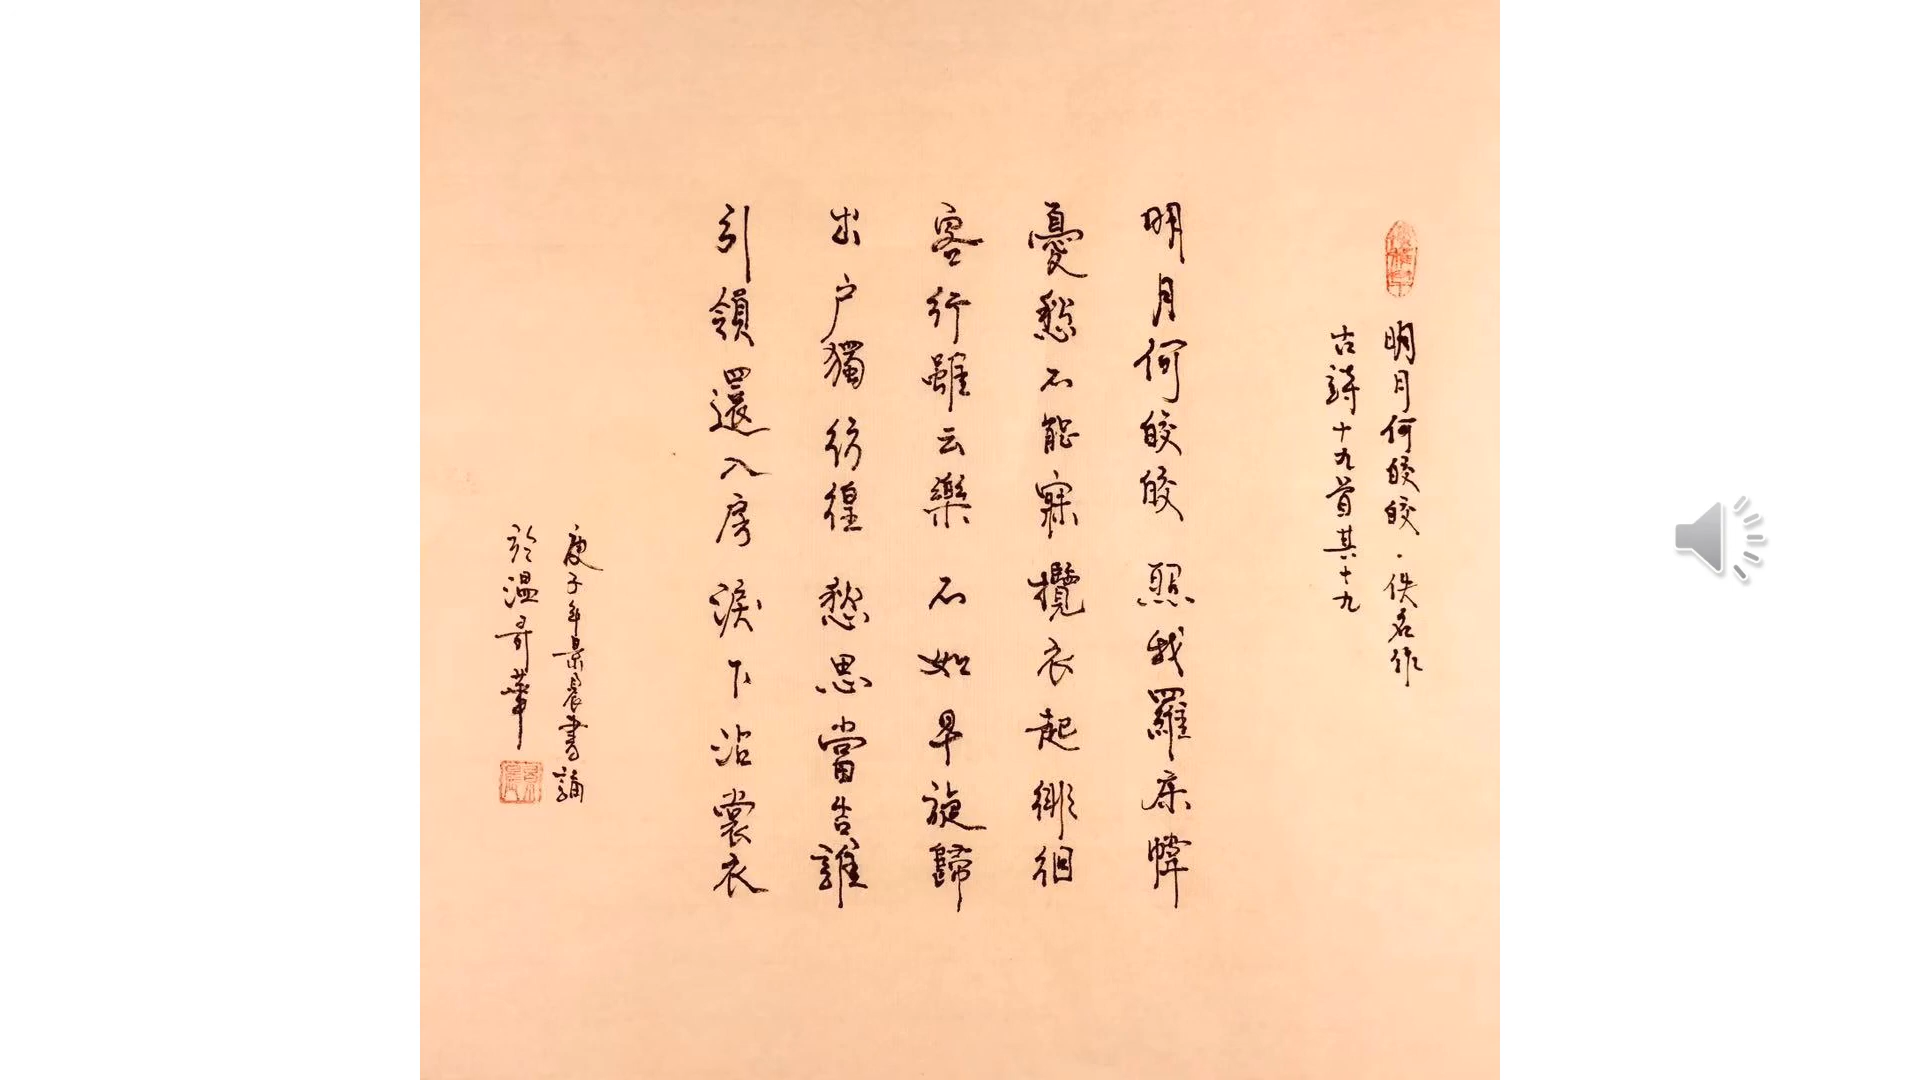 明月何皎皎·佚名作
古詩十九首其十九
明月何皎皎 照我羅床幃
憂愁不能寐 攬衣起徘徊
客行雖云樂 不如早旋歸
出户獨彷徨 愁思當告誰
引領還入房 淚下沾裳衣
庚子年景晨書誦
於溫哥華